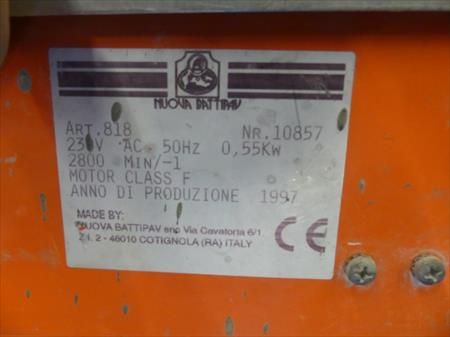 NUOVA BATTIPAV
ART.818 NR.10857
230V AC 50Hz 0,55Kw
2800 Min/-1
MOTOR CLASS F
ANNO DI PRODUZIONE 1997
MADE BY:
NUOVA BATTIPAV snc Via Cavatorta 6/1
Z.I. 2 - 48010 COTIGNOLA (RA) ITALY
CE